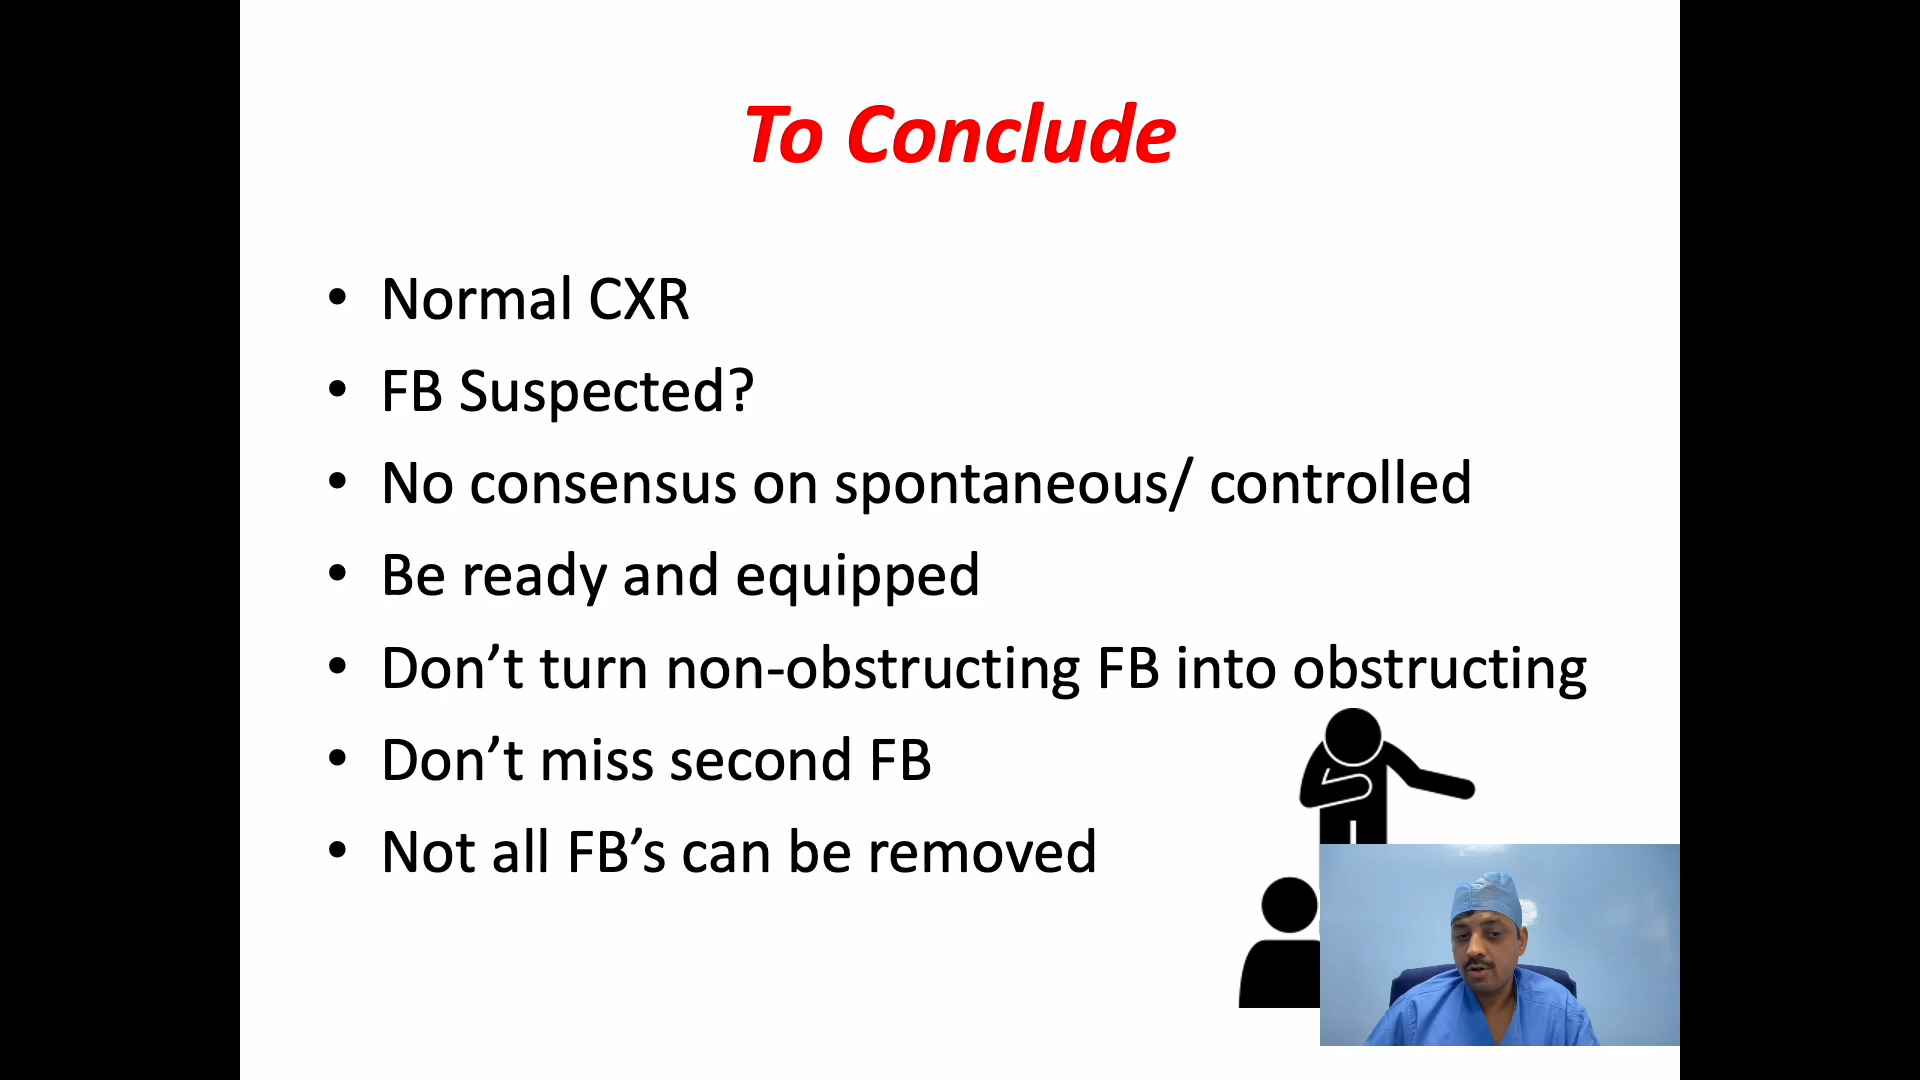 To Conclude
• Normal CXR
• FB Suspected?
• No consensus on spontaneous/ controlled
• Be ready and equipped
• Don’t turn non-obstructing FB into obstructing
• Don’t miss second FB
• Not all FB’s can be removed